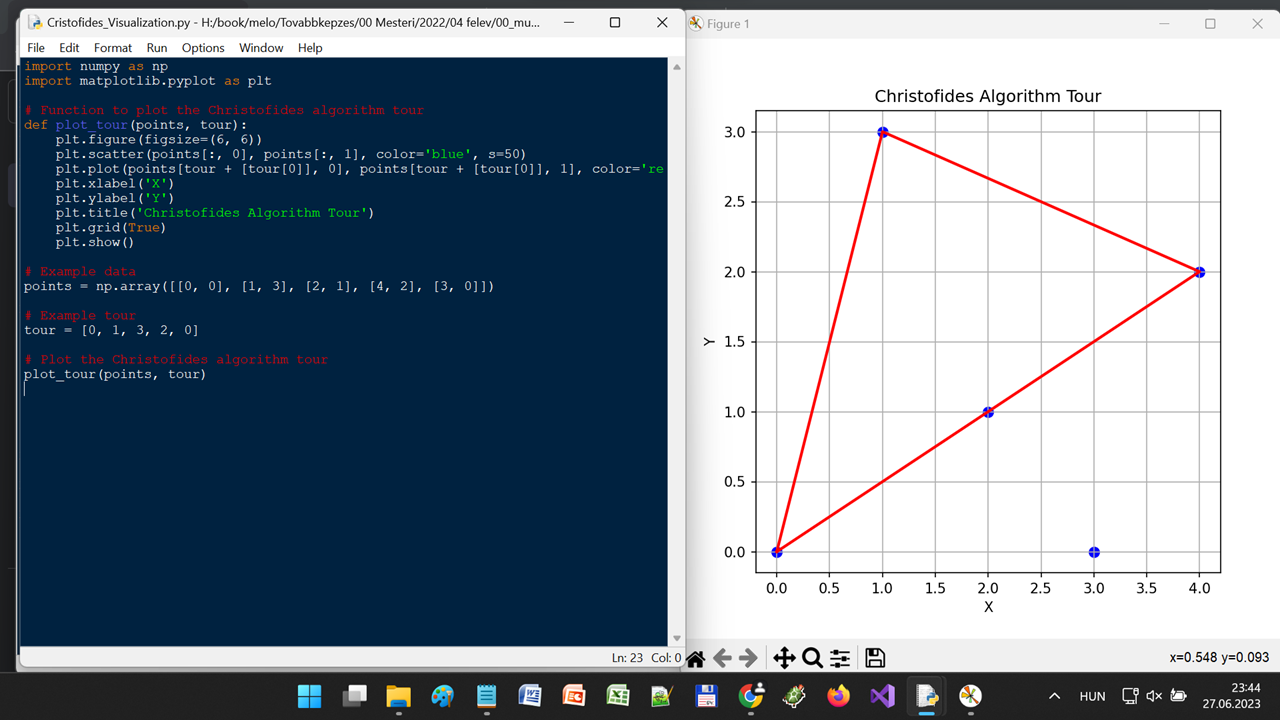 Cristofides_Visualization.py - H:/book/melo/Tovabbkepzes/00 Mesteri/2022/04 felev/00_mu...
File Edit Format Run Options Window Help
import numpy as np
import matplotlib.pyplot as plt
# Function to plot the Christofides algorithm tour
def plot_tour(points, tour):
    plt.figure(figsize=(6, 6))
    plt.scatter(points[:, 0], points[:, 1], color='blue', s=50)
    plt.plot(points[tour + [tour[0]], 0], points[tour + [tour[0]], 1], color='re
    plt.xlabel('X')
    plt.ylabel('Y')
    plt.title('Christofides Algorithm Tour')
    plt.grid(True)
    plt.show()
# Example data
points = np.array([[0, 0], [1, 3], [2, 1], [4, 2], [3, 0]])
# Example tour
tour = [0, 1, 3, 2, 0]
# Plot the Christofides algorithm tour
plot_tour(points, tour)
Ln: 23 Col: 0
Figure 1
Christofides Algorithm Tour
3.0
2.5
2.0
1.5
1.0
0.5
0.0
Y
0.0 0.5 1.0 1.5 2.0 2.5 3.0 3.5 4.0
X
x=0.548 y=0.093
HUN
23:44
27.06.2023